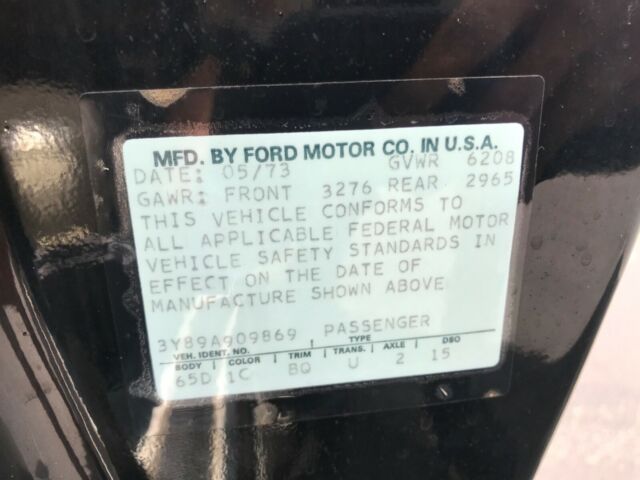 MFD. BY FORD MOTOR CO. IN U.S.A.
DATE: 05/73 GVWR 6208
GAWR: FRONT 3276 REAR 2965
THIS VEHICLE CONFORMS TO
ALL APPLICABLE FEDERAL MOTOR
VEHICLE SAFETY STANDARDS IN
EFFECT ON THE DATE OF
MANUFACTURE SHOWN ABOVE
3Y89A909869 PASSENGER
VEH. IDENT. NO. TYPE
BODY COLOR TRIM TRANS. AXLE DSO
65D 1C BQ U 2 15